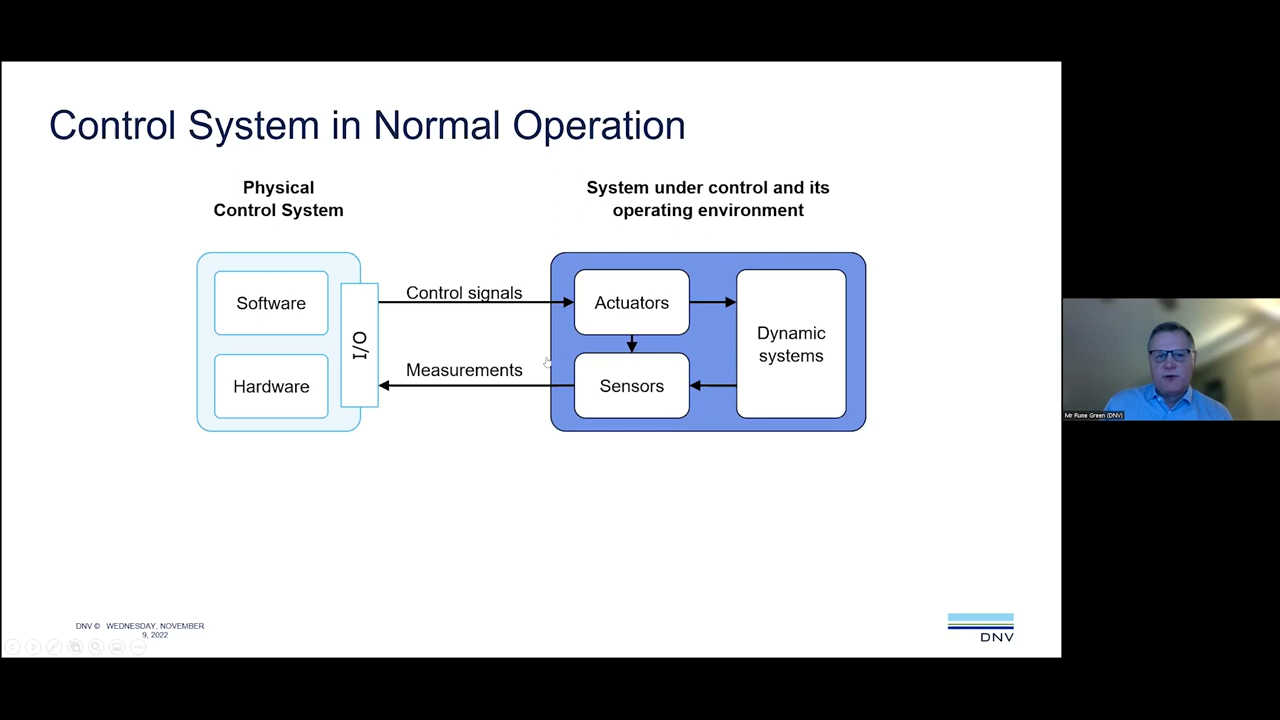 Control System in Normal Operation
Physical
Control System
System under control and its
operating environment
Software
Hardware
I/O
Control signals
Measurements
Actuators
Sensors
Dynamic
systems
Mr Rune Green (DNV)
DNV © WEDNESDAY, NOVEMBER
9, 2022
DNV